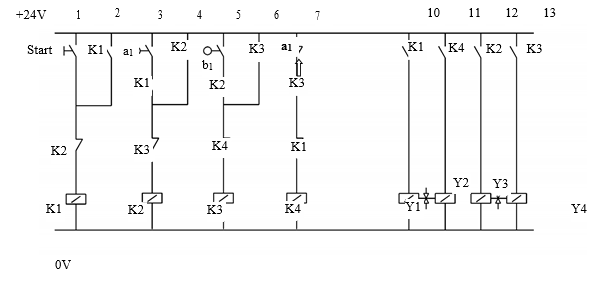 +24V 1 2 3 4 5 6 7 10 11 12 13
Start K1 a1 K2 K3 a1 K1 K4 K2 K3
b1
K1 K2 K3
K2 K3 K4 K1
Y2 Y3
K1 K2 K3 K4 Y1 Y4
0V